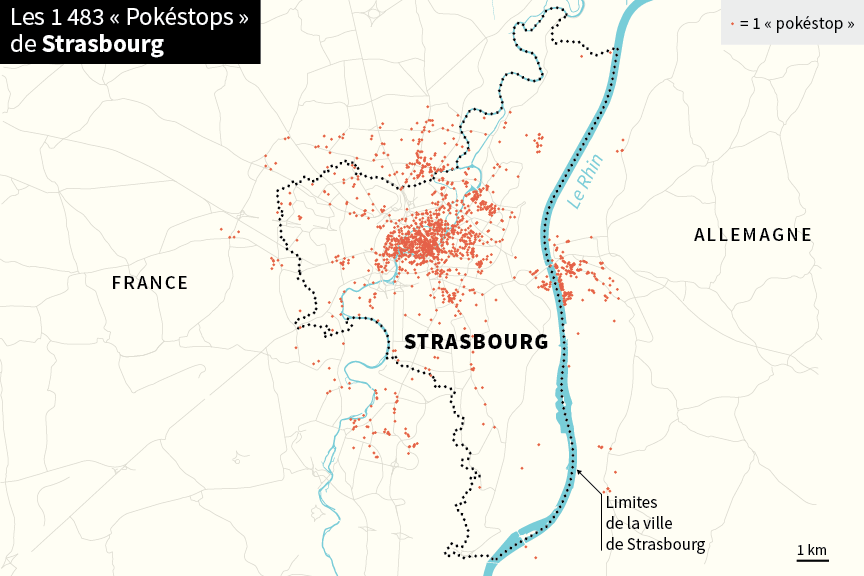 Les 1 483 « Pokéstops »
de Strasbourg
= 1 « pokéstop »
Le Rhin
ALLEMAGNE
FRANCE
STRASBOURG
Limites
de la ville
de Strasbourg
1 km